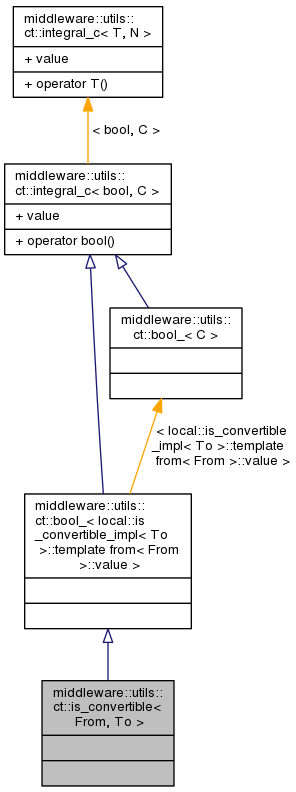 middleware::utils::
ct::integral_c< T, N >
+ value
+ operator T()
< bool, C >
middleware::utils::
ct::integral_c< bool, C >
+ value
+ operator bool()
middleware::utils::
ct::bool_< C >
< local::is_convertible
_impl< To >::template
from< From >::value >
middleware::utils::
ct::bool_< local::is
_convertible_impl< To
>::template from< From
>::value >
middleware::utils::
ct::is_convertible<
From, To >